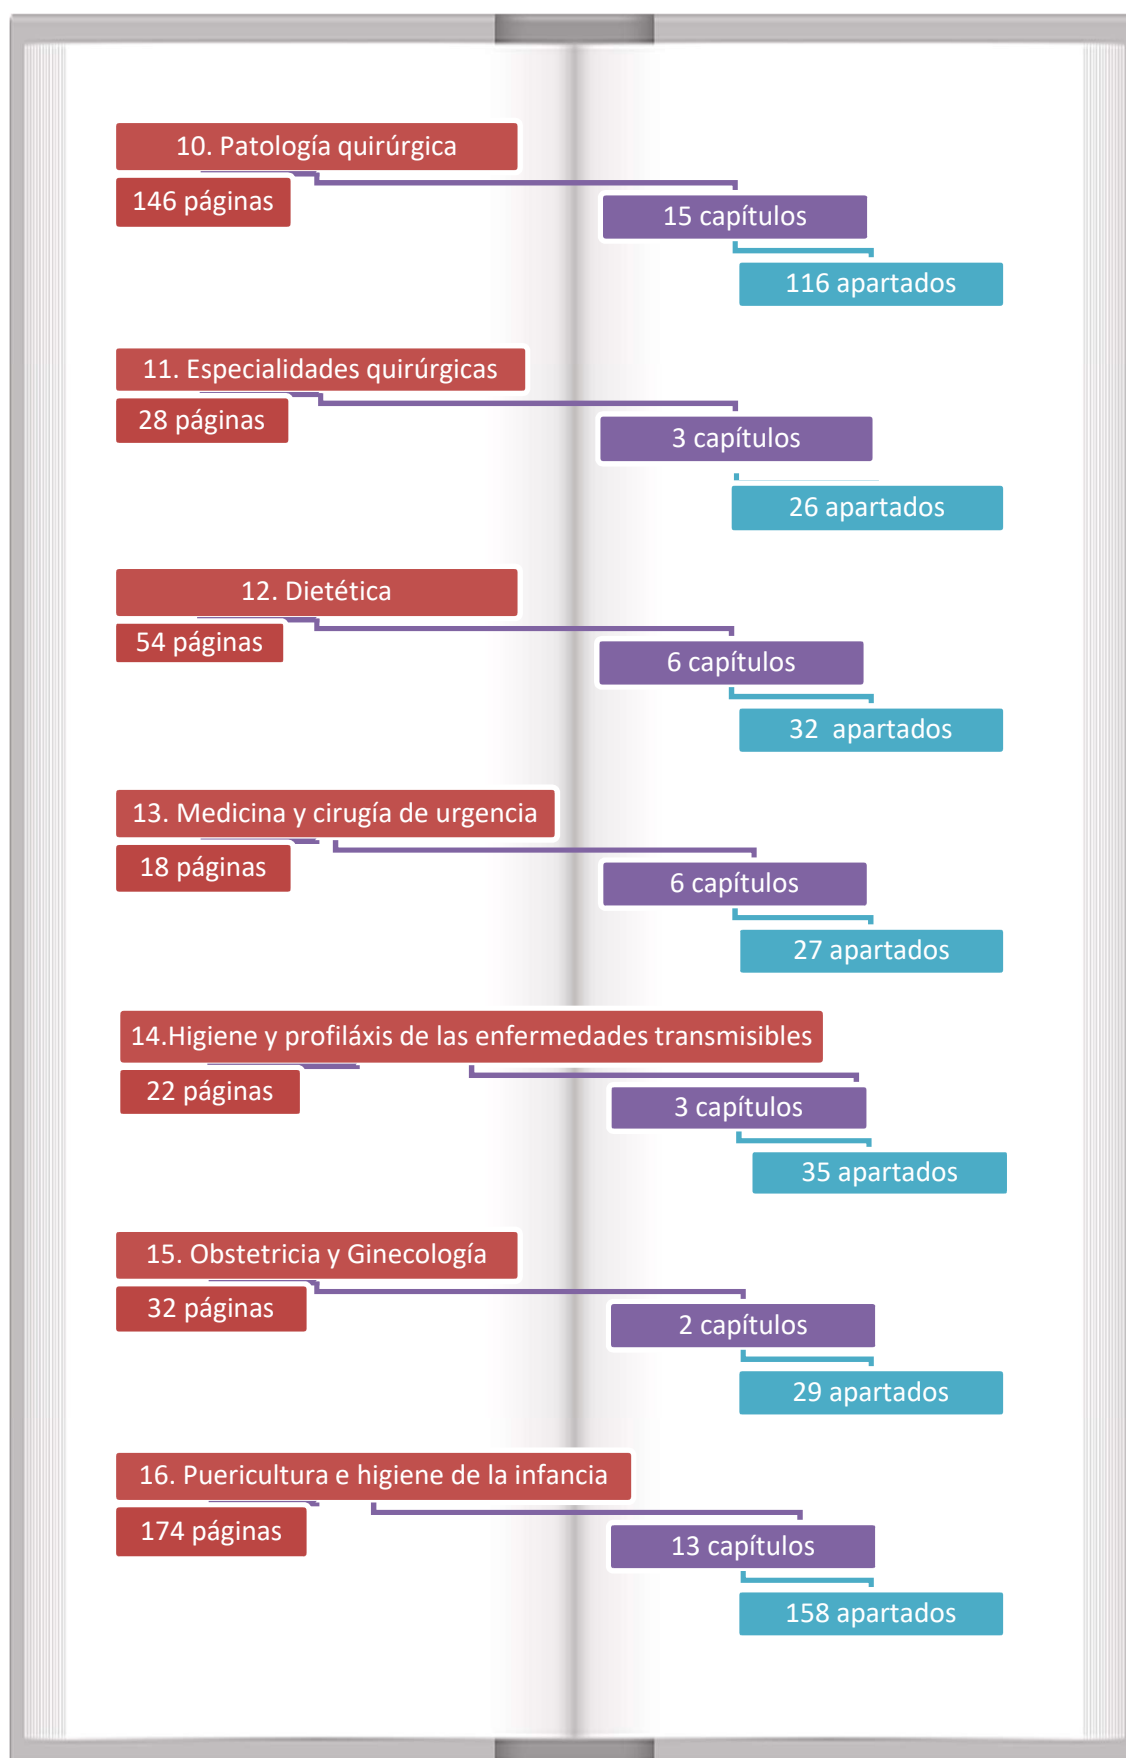 10. Patología quirúrgica
146 páginas
15 capítulos
116 apartados
11. Especialidades quirúrgicas
28 páginas
3 capítulos
26 apartados
12. Dietética
54 páginas
6 capítulos
32 apartados
13. Medicina y cirugía de urgencia
18 páginas
6 capítulos
27 apartados
14.Higiene y profiláxis de las enfermedades transmisibles
22 páginas
3 capítulos
35 apartados
15. Obstetricia y Ginecología
32 páginas
2 capítulos
29 apartados
16. Puericultura e higiene de la infancia
174 páginas
13 capítulos
158 apartados